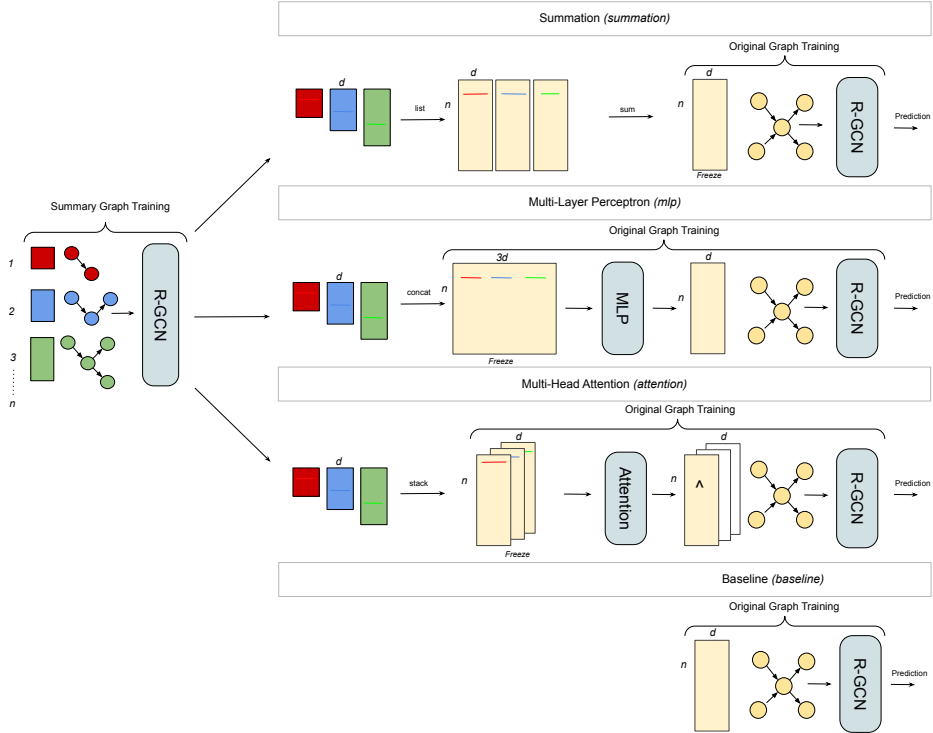 Summation (summation)
Original Graph Training
d
d
d
n
list
sum
n
R-GCN
Prediction
Freeze
Multi-Layer Perceptron (mlp)
Summary Graph Training
1
2
3
........
n
R-GCN
Original Graph Training
d
3d
d
concat
n
MLP
n
R-GCN
Prediction
Freeze
Multi-Head Attention (attention)
Original Graph Training
d
d
stack
n
Attention
n
^
R-GCN
Prediction
Freeze
Baseline (baseline)
Original Graph Training
d
n
R-GCN
Prediction